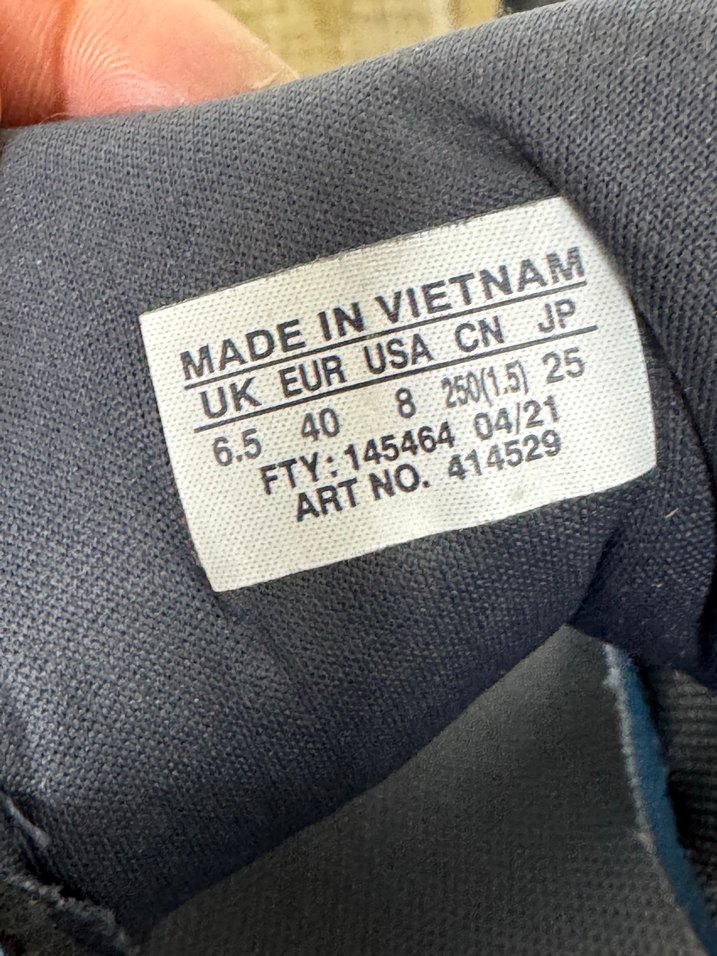 MADE IN VIETNAM
UK EUR USA CN JP
6.5 40 8 250(1.5) 25
FTY: 145464 04/21
ART NO. 414529